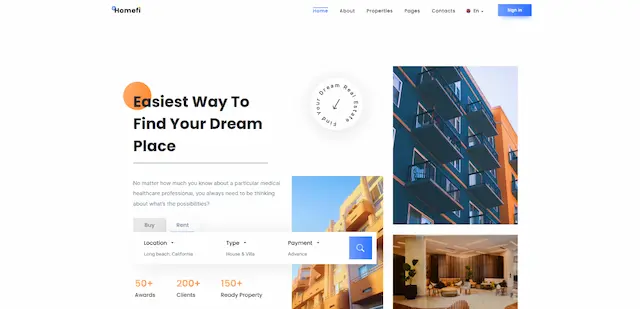 Homefi
Home About Properties Pages Contacts En Sign in
Easiest Way To
Find Your Dream
Place
Find Your Dream Real Estate
No matter how much you know about a particular medical
healthcare professional, you always need to be thinking
about what's the possibilities?
Buy Rent
Location Type Payment
Long beach, California House & Villa Advance
50+ 200+ 150+
Awards Clients Ready Property